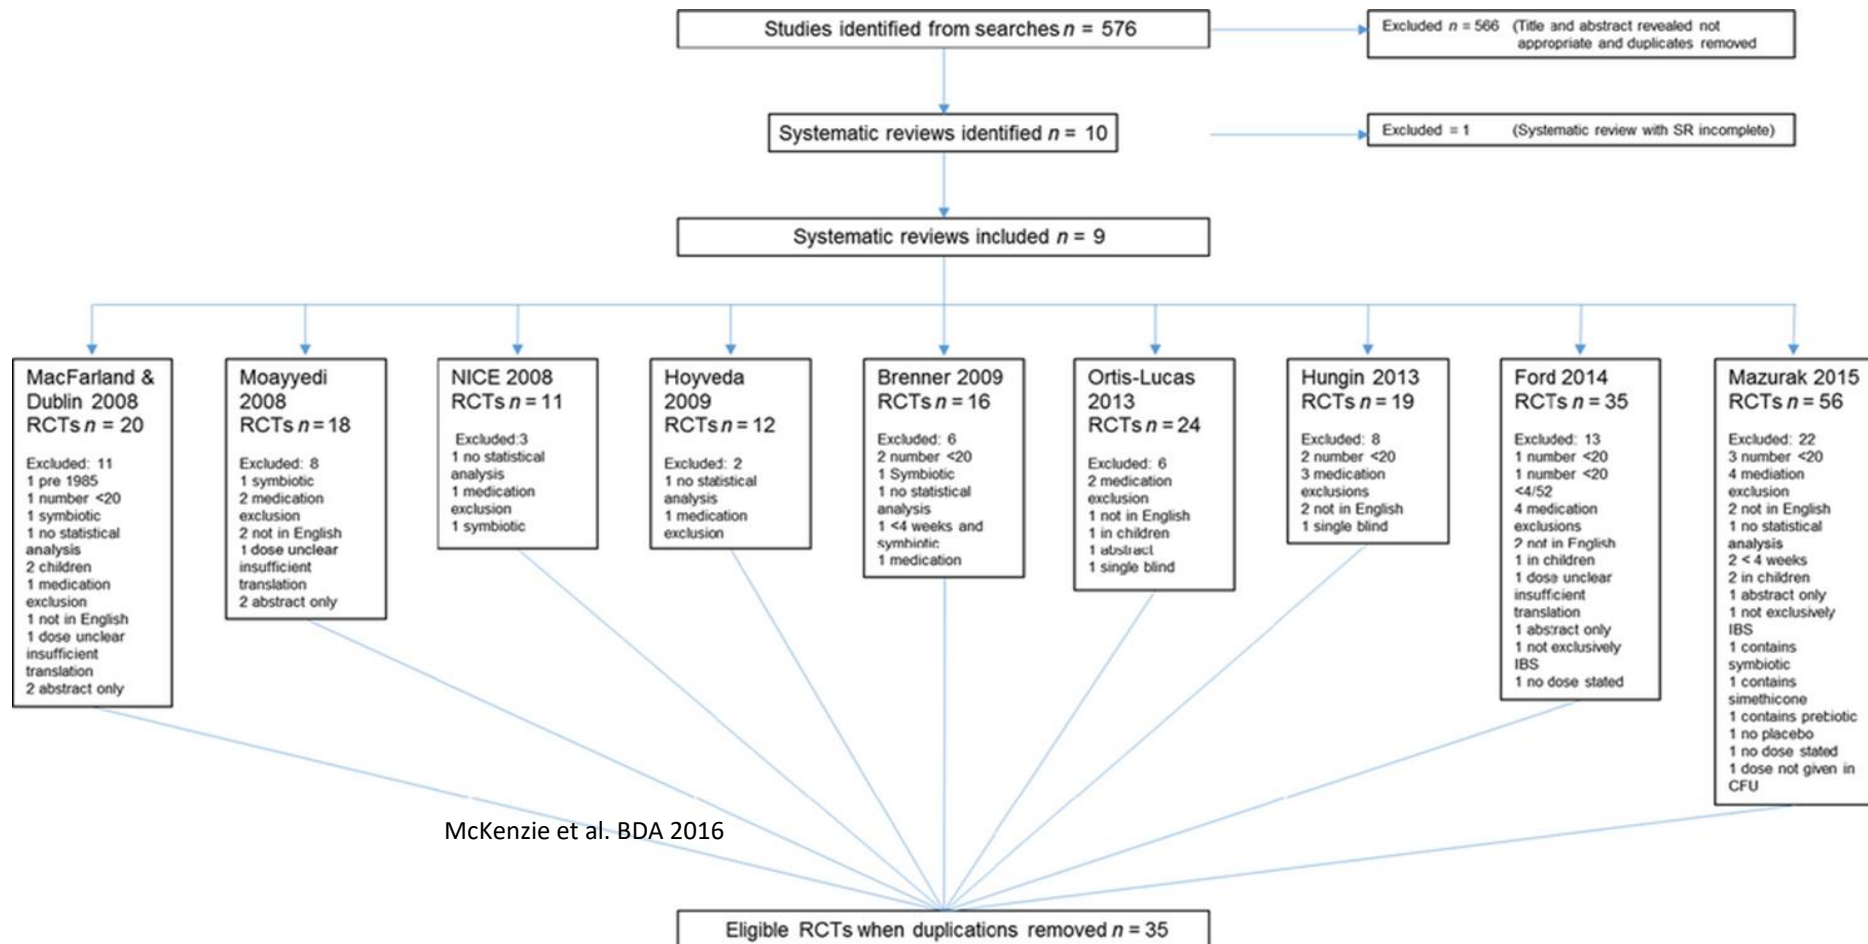 Studies identified from searches n = 576
Excluded n = 566 (Title and abstract revealed not
appropriate and duplicates removed
Systematic reviews identified n = 10
Excluded = 1 (Systematic review with SR incomplete)
Systematic reviews included n = 9
MacFarland &
Dublin 2008
RCTs n = 20
Excluded: 11
1 pre 1985
1 number <20
1 symbiotic
1 no statistical
analysis
2 children
1 medication
exclusion
1 not in English
1 dose unclear
insufficient
translation
2 abstract only
Moayyedi
2008
RCTs n = 18
Excluded: 8
1 symbiotic
2 medication
exclusion
2 not in English
1 dose unclear
insufficient
translation
2 abstract only
NICE 2008
RCTs n = 11
Excluded:3
1 no statistical
analysis
1 medication
exclusion
1 symbiotic
Hoyveda
2009
RCTs n = 12
Excluded: 2
1 no statistical
analysis
1 medication
exclusion
Brenner 2009
RCTs n = 16
Excluded: 6
2 number <20
1 Symbiotic
1 no statistical
analysis
1 <4 weeks and
symbiotic
1 medication
Ortis-Lucas
2013
RCTs n = 24
Excluded: 6
2 medication
exclusion
1 not in English
1 in children
1 abstract
1 single blind
Hungin 2013
RCTs n = 19
Excluded: 8
2 number <20
3 medication
exclusions
2 not in English
1 single blind
Ford 2014
RCTs n = 35
Excluded: 13
1 number <20
1 number <20
<4/52
4 medication
exclusions
2 not in English
1 in children
1 dose unclear
insufficient
translation
1 abstract only
1 not exclusively
IBS
1 no dose stated
Mazurak 2015
RCTs n = 56
Excluded: 22
3 number <20
4 mediation
exclusion
2 not in English
1 no statistical
analysis
2 < 4 weeks
2 in children
1 abstract only
1 not exclusively
IBS
1 contains
symbiotic
1 contains
simethicone
1 contains prebiotic
1 no placebo
1 no dose stated
1 dose not given in
CFU
McKenzie et al. BDA 2016
Eligible RCTs when duplications removed n = 35